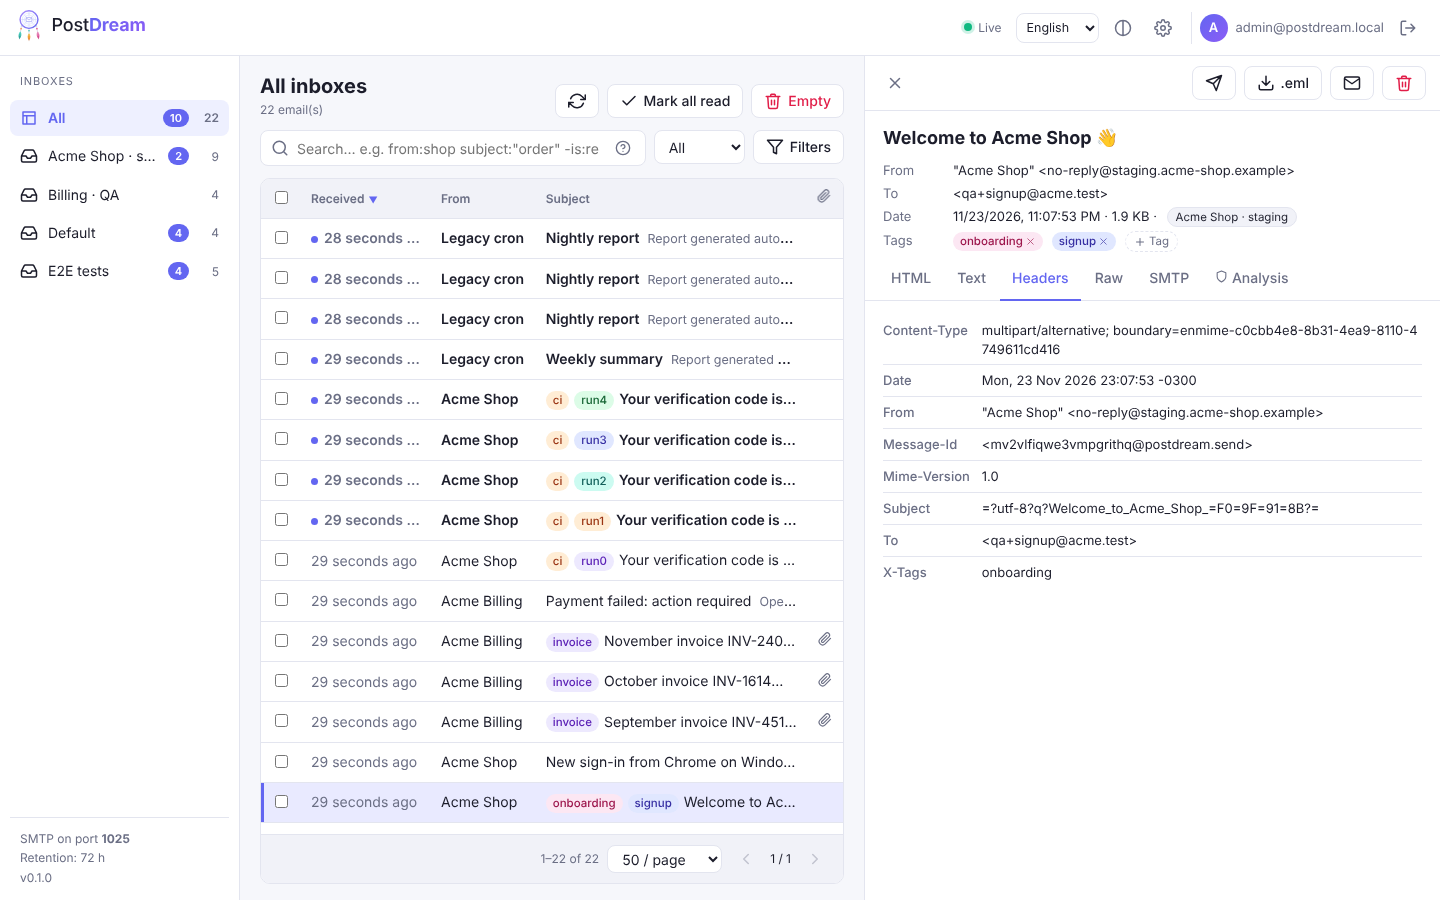 PostDream
Live
English
A
admin@postdream.local
INBOXES
All 10 22
Acme Shop · s... 2 9
Billing · QA 4
Default 4 4
E2E tests 4 5
SMTP on port 1025
Retention: 72 h
v0.1.0
All inboxes
22 email(s)
Mark all read
Empty
Search... e.g. from:shop subject:"order" -is:re
All
Filters
Received From Subject
28 seconds ... Legacy cron Nightly report Report generated auto...
28 seconds ... Legacy cron Nightly report Report generated auto...
28 seconds ... Legacy cron Nightly report Report generated auto...
29 seconds ... Legacy cron Weekly summary Report generated ...
29 seconds ... Acme Shop ci run4 Your verification code is...
29 seconds ... Acme Shop ci run3 Your verification code is...
29 seconds ... Acme Shop ci run2 Your verification code is...
29 seconds ... Acme Shop ci run1 Your verification code is ...
29 seconds ago Acme Shop ci run0 Your verification code is ...
29 seconds ago Acme Billing Payment failed: action required Ope...
29 seconds ago Acme Billing invoice November invoice INV-240...
29 seconds ago Acme Billing invoice October invoice INV-1614...
29 seconds ago Acme Billing invoice September invoice INV-451...
29 seconds ago Acme Shop New sign-in from Chrome on Windo...
29 seconds ago Acme Shop onboarding signup Welcome to Ac...
1–22 of 22 50 / page 1 / 1
.eml
Welcome to Acme Shop 👋
From "Acme Shop" <no-reply@staging.acme-shop.example>
To <qa+signup@acme.test>
Date 11/23/2026, 11:07:53 PM · 1.9 KB · Acme Shop · staging
Tags onboarding × signup × + Tag
HTML Text Headers Raw SMTP Analysis
Content-Type multipart/alternative; boundary=enmime-c0cbb4e8-8b31-4ea9-8110-4
749611cd416
Date Mon, 23 Nov 2026 23:07:53 -0300
From "Acme Shop" <no-reply@staging.acme-shop.example>
Message-Id <mv2vlfiqwe3vmpgrithq@postdream.send>
Mime-Version 1.0
Subject =?utf-8?q?Welcome_to_Acme_Shop_=F0=9F=91=8B?=
To <qa+signup@acme.test>
X-Tags onboarding